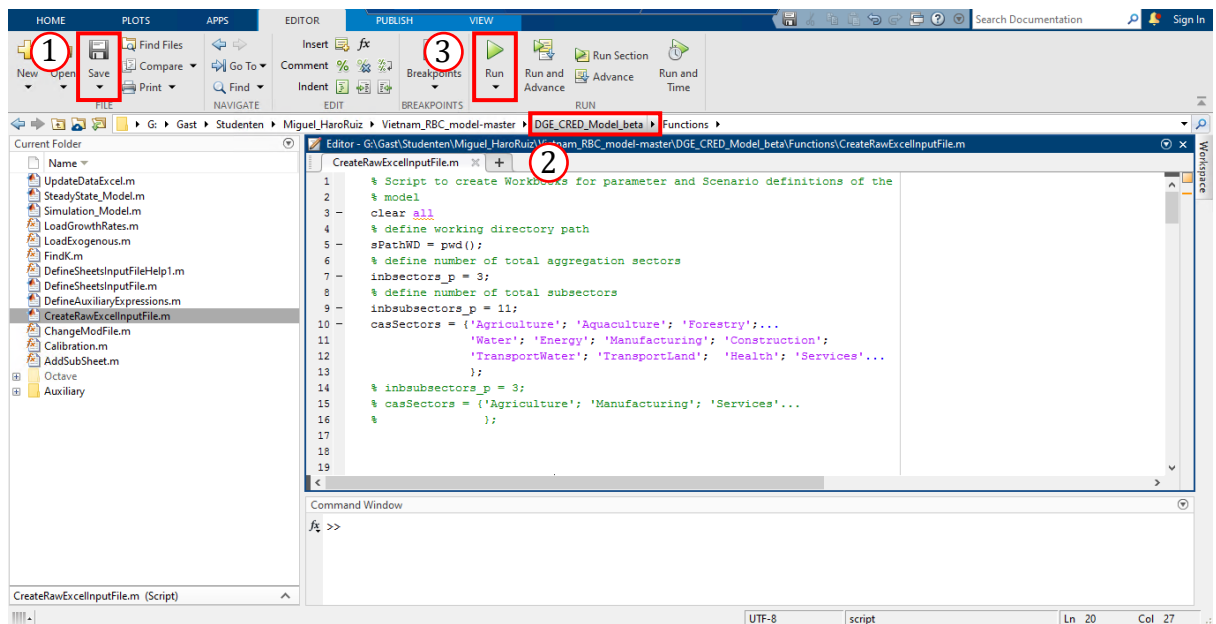 HOME PLOTS APPS EDITOR PUBLISH VIEW Search Documentation Sign In
1 3
New Open Save Find Files Compare Print Go To Find Insert fx Comment % Indent Breakpoints Run Run and Advance Run Section Advance Run and Time
FILE NAVIGATE EDIT BREAKPOINTS RUN
G: Gast Studenten Miguel_HaroRuiz Vietnam_RBC_model-master DGE_CRED_Model_beta Functions
Current Folder
Name
UpdateDataExcel.m
SteadyState_Model.m
Simulation_Model.m
LoadGrowthRates.m
LoadExogenous.m
FindK.m
DefineSheetsInputFileHelp1.m
DefineSheetsInputFile.m
DefineAuxiliaryExpressions.m
CreateRawExcelInputFile.m
ChangeModFile.m
Calibration.m
AddSubSheet.m
Octave
Auxiliary
CreateRawExcelInputFile.m (Script)
Editor - G:\Gast\Studenten\Miguel_HaroRuiz\Vietnam_RBC_model-master\DGE_CRED_Model_beta\Functions\CreateRawExcelInputFile.m
CreateRawExcelInputFile.m +
2
1 % Script to create Workbooks for parameter and Scenario definitions of the
2 % model
3 – clear all
4 % define working directory path
5 – sPathWD = pwd();
6 % define number of total aggregation sectors
7 – inbsectors_p = 3;
8 % define number of total subsectors
9 – inbsubsectors_p = 11;
10 – casSectors = {'Agriculture'; 'Aquaculture'; 'Forestry';...
11 'Water'; 'Energy'; 'Manufacturing'; 'Construction';
12 'TransportWater'; 'TransportLand'; 'Health'; 'Services'...
13 };
14 % inbsubsectors_p = 3;
15 % casSectors = {'Agriculture'; 'Manufacturing'; 'Services'...
16 % };
17
18
19
Workspace
Command Window
fx >>
UTF-8 script Ln 20 Col 27